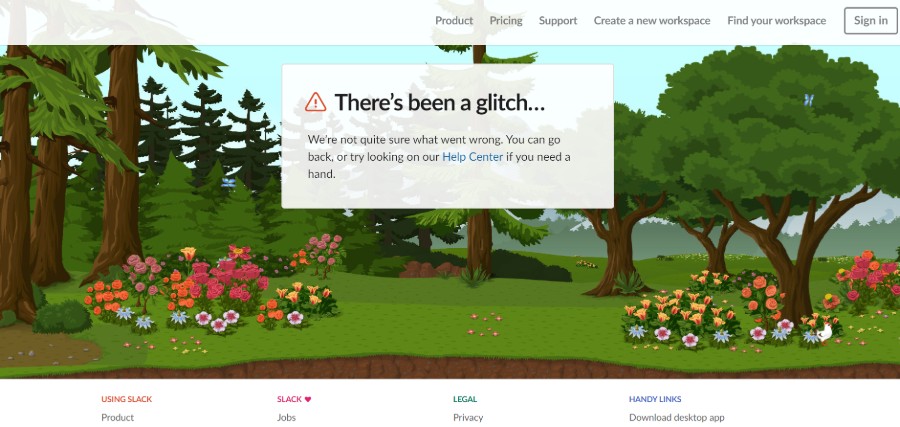 Product Pricing Support Create a new workspace Find your workspace Sign in
There's been a glitch…
We're not quite sure what went wrong. You can go
back, or try looking on our Help Center if you need a
hand.
USING SLACK SLACK ♥ LEGAL HANDY LINKS
Product Jobs Privacy Download desktop app